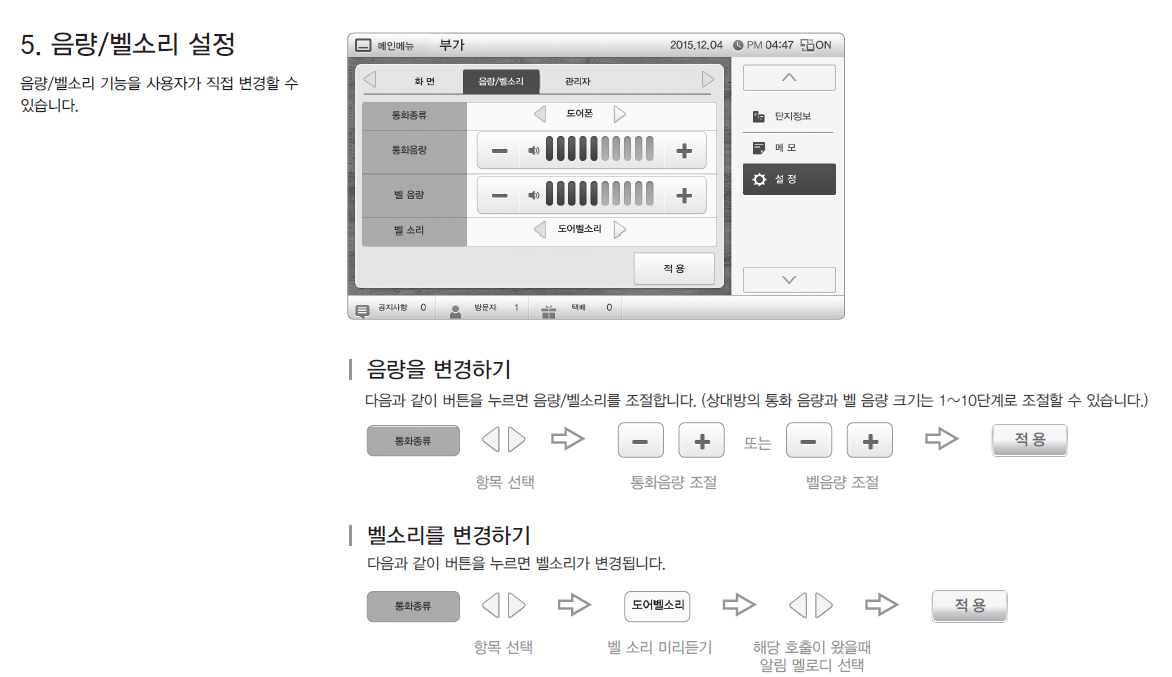 5. 음량/벨소리 설정
음량/벨소리 기능을 사용자가 직접 변경할 수
있습니다.
메인메뉴 부가 2015.12.04 PM 04:47 ON
화 면 음량/벨소리 관리자
통화종류 도어폰
통화음량
벨 음량
벨 소리 도어벨소리
적 용
단지정보
메 모
설 정
공지사항 0 방문자 1 택배 0
음량을 변경하기
다음과 같이 버튼을 누르면 음량/벨소리를 조절합니다. (상대방의 통화 음량과 벨 음량 크기는 1~10단계로 조절할 수 있습니다.)
통화종류 - + 또는 - + 적 용
항목 선택 통화음량 조절 벨음량 조절
벨소리를 변경하기
다음과 같이 버튼을 누르면 벨소리가 변경됩니다.
통화종류 도어벨소리 적 용
항목 선택 벨 소리 미리듣기 해당 호출이 왔을때
알림 멜로디 선택